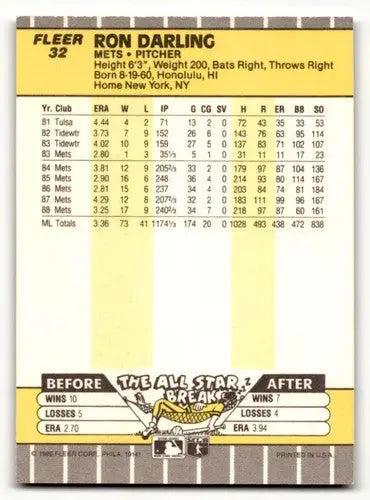 FLEER
32
RON DARLING
METS • PITCHER
Height 6'3", Weight 200, Bats Right, Throws Right
Born 8-19-60, Honolulu, HI
Home New York, NY
Yr. Club ERA W L IP G CG SV H R ER BB SO
81 Tulsa 4.44 4 2 71 13 2 0 72 43 35 33 53
82 Tidewtr 3.73 7 9 152 26 6 0 143 76 63 95 114
83 Tidewtr 4.02 10 9 159 27 5 0 137 83 71 102 107
83 Mets 2.80 1 3 35⅓ 5 1 0 31 11 11 17 23
84 Mets 3.81 12 9 205⅔ 33 2 0 179 97 87 104 136
85 Mets 2.90 16 6 248 36 4 0 214 93 80 114 167
86 Mets 2.81 15 6 237 34 4 0 203 84 74 81 184
87 Mets 4.29 12 8 207⅔ 32 2 0 183 111 99 96 167
88 Mets 3.25 17 9 240⅔ 34 7 0 218 97 87 60 161
ML Totals 3.36 73 41 1174⅓ 174 20 0 1028 493 438 472 838
BEFORE THE ALL STAR BREAK AFTER
WINS 10 WINS 7
LOSSES 5 LOSSES 4
ERA 2.70 ERA 3.94
© 1989 FLEER CORP., PHILA. 19141 PRINTED IN U.S.A.